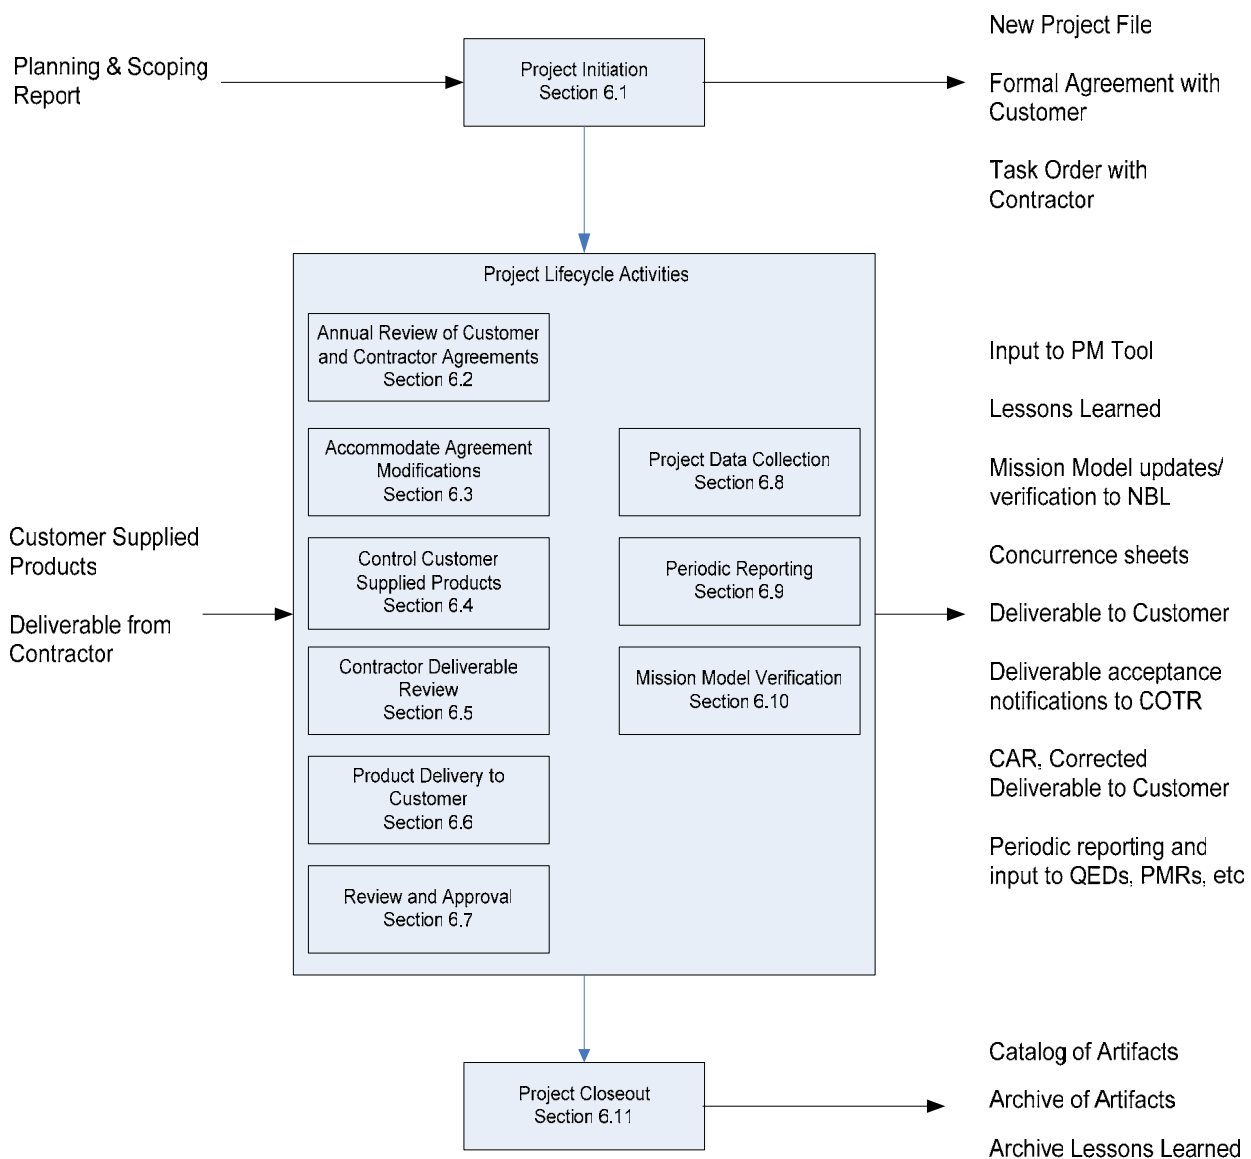 Planning & Scoping
Report
Project Initiation
Section 6.1
New Project File
Formal Agreement with
Customer
Task Order with
Contractor
Project Lifecycle Activities
Annual Review of Customer
and Contractor Agreements
Section 6.2
Accommodate Agreement
Modifications
Section 6.3
Control Customer
Supplied Products
Section 6.4
Contractor Deliverable
Review
Section 6.5
Product Delivery to
Customer
Section 6.6
Review and Approval
Section 6.7
Project Data Collection
Section 6.8
Periodic Reporting
Section 6.9
Mission Model Verification
Section 6.10
Customer Supplied
Products
Deliverable from
Contractor
Input to PM Tool
Lessons Learned
Mission Model updates/
verification to NBL
Concurrence sheets
Deliverable to Customer
Deliverable acceptance
notifications to COTR
CAR, Corrected
Deliverable to Customer
Periodic reporting and
input to QEDs, PMRs, etc
Project Closeout
Section 6.11
Catalog of Artifacts
Archive of Artifacts
Archive Lessons Learned